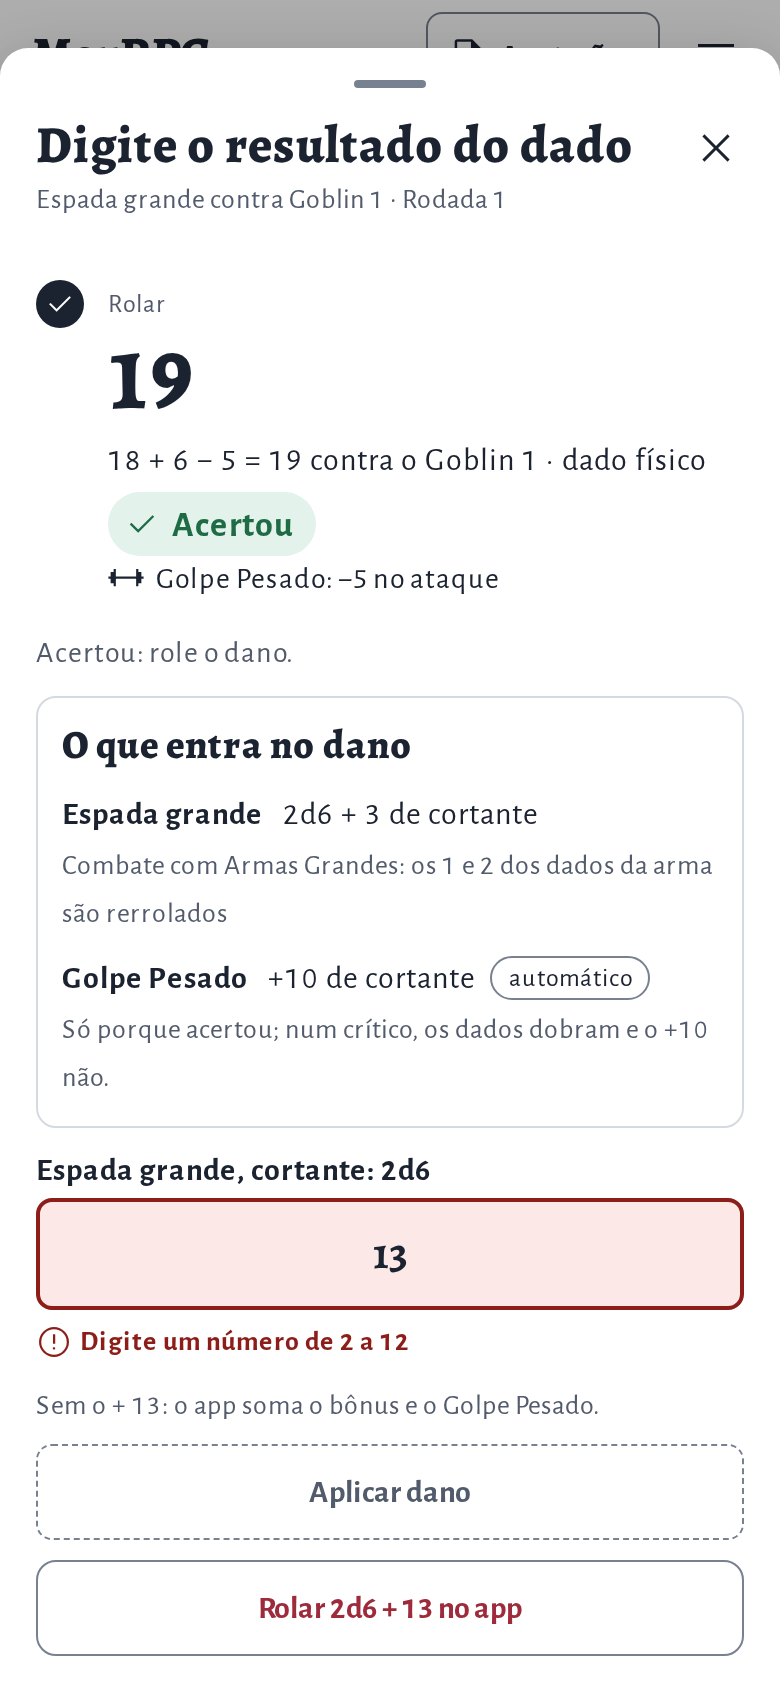 Digite o resultado do dado
Espada grande contra Goblin 1 · Rodada 1
Rolar
19
18 + 6 – 5 = 19 contra o Goblin 1 · dado físico
Acertou
Golpe Pesado: –5 no ataque
Acertou: role o dano.
O que entra no dano
Espada grande 2d6 + 3 de cortante
Combate com Armas Grandes: os 1 e 2 dos dados da arma
são rerrolados
Golpe Pesado +10 de cortante automático
Só porque acertou; num crítico, os dados dobram e o +10
não.
Espada grande, cortante: 2d6
13
Digite um número de 2 a 12
Sem o + 13: o app soma o bônus e o Golpe Pesado.
Aplicar dano
Rolar 2d6 + 13 no app